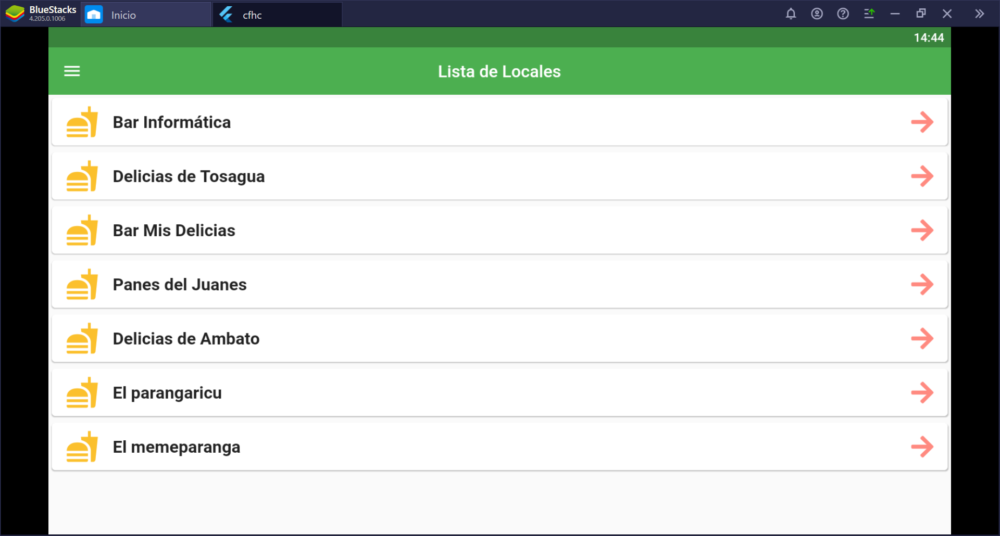 BlueStacks
4.205.0.1006
Inicio
cfhc
14:44
Lista de Locales
Bar Informática
Delicias de Tosagua
Bar Mis Delicias
Panes del Juanes
Delicias de Ambato
El parangaricu
El memeparanga